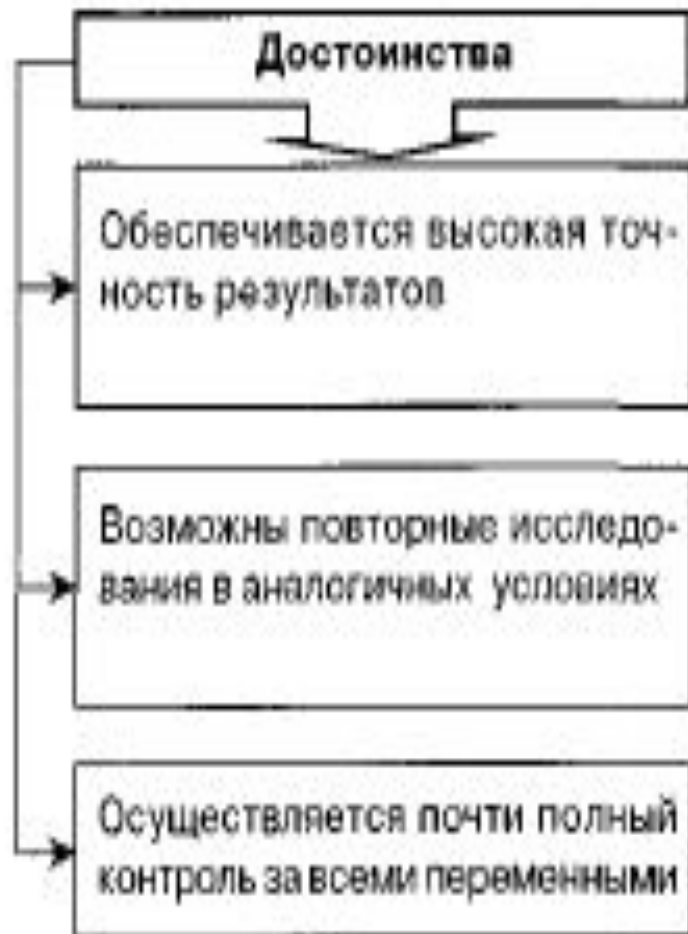 Достоинства
Обеспечивается высокая точ-
ность результатов
Возможны повторные исследо-
вания в аналогичных условиях
Осуществляется почти полный
контроль за всеми переменными